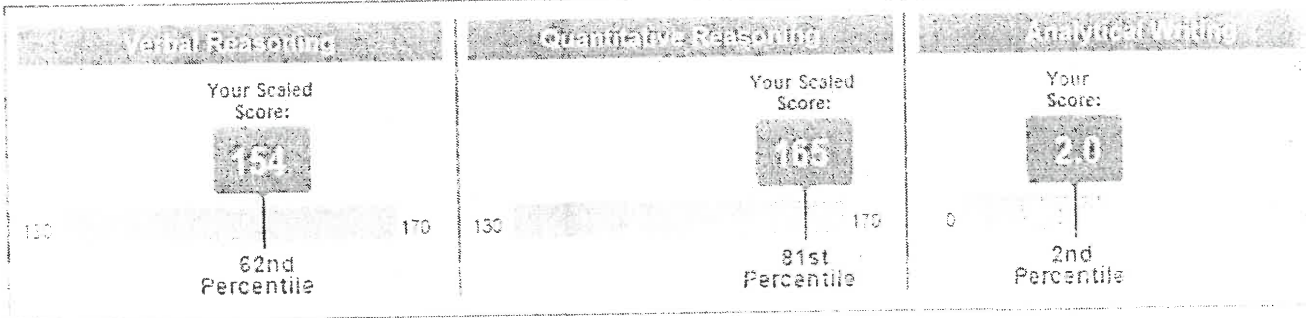 Verbal Reasoning
Your Scaled
Score:
154
130
170
62nd
Percentile
Quantitative Reasoning
Your Scaled
Score:
165
130
170
81st
Percentile
Analytical Writing
Your
Score:
2.0
0
2nd
Percentile